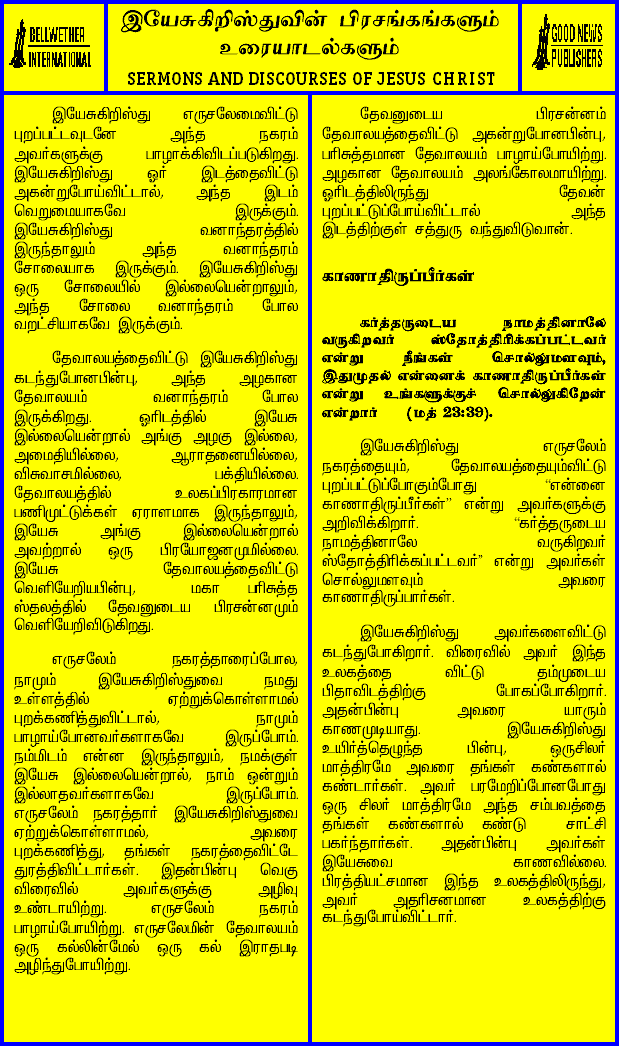 BELLWETHER
INTERNATIONAL
இயேசுகிறிஸ்துவின் பிரசங்கங்களும்
உரையாடல்களும்
SERMONS AND DISCOURSES OF JESUS CHRIST
GOOD NEWS
PUBLISHERS
இயேசுகிறிஸ்து எருசலேமைவிட்டு
புறப்பட்டவுடனே அந்த நகரம்
அவர்களுக்கு பாழாக்கிவிடப்படுகிறது.
இயேசுகிறிஸ்து ஓர் இடத்தைவிட்டு
அகன்றுபோய்விட்டால், அந்த இடம்
வெறுமையாகவே இருக்கும்.
இயேசுகிறிஸ்து வனாந்தரத்தில்
இருந்தாலும் அந்த வனாந்தரம்
சோலையாக இருக்கும். இயேசுகிறிஸ்து
ஒரு சோலையில் இல்லையென்றாலும்,
அந்த சோலை வனாந்தரம் போல
வறட்சியாகவே இருக்கும்.
தேவாலயத்தைவிட்டு இயேசுகிறிஸ்து
கடந்துபோனபின்பு, அந்த அழகான
தேவாலயம் வனாந்தரம் போல
இருக்கிறது. ஓரிடத்தில் இயேசு
இல்லையென்றால் அங்கு அழகு இல்லை,
அமைதியில்லை, ஆராதனையில்லை,
விசுவாசமில்லை, பக்தியில்லை.
தேவாலயத்தில் உலகப்பிரகாரமான
பணிமுட்டுக்கள் ஏராளமாக இருந்தாலும்,
இயேசு அங்கு இல்லையென்றால்
அவற்றால் ஒரு பிரயோஜனமுமில்லை.
இயேசு தேவாலயத்தைவிட்டு
வெளியேறியபின்பு, மகா பரிசுத்த
ஸ்தலத்தில் தேவனுடைய பிரசன்னமும்
வெளியேறிவிடுகிறது.
எருசலேம் நகரத்தாரைப்போல,
நாமும் இயேசுகிறிஸ்துவை நமது
உள்ளத்தில் ஏற்றுக்கொள்ளாமல்
புறக்கணித்துவிட்டால், நாமும்
பாழாய்போனவர்களாகவே இருப்போம்.
நம்மிடம் என்ன இருந்தாலும், நமக்குள்
இயேசு இல்லையென்றால், நாம் ஒன்றும்
இல்லாதவர்களாகவே இருப்போம்.
எருசலேம் நகரத்தார் இயேசுகிறிஸ்துவை
ஏற்றுக்கொள்ளாமல், அவரை
புறக்கணித்து, தங்கள் நகரத்தைவிட்டே
துரத்திவிட்டார்கள். இதன்பின்பு வெகு
விரைவில் அவர்களுக்கு அழிவு
உண்டாயிற்று. எருசலேம் நகரம்
பாழாய்போயிற்று. எருசலேமின் தேவாலயம்
ஒரு கல்லின்மேல் ஒரு கல் இராதபடி
அழிந்துபோயிற்று.
தேவனுடைய பிரசன்னம்
தேவாலயத்தைவிட்டு அகன்றுபோனபின்பு,
பரிசுத்தமான தேவாலயம் பாழாய்போயிற்று.
அழகான தேவாலயம் அலங்கோலமாயிற்று.
ஓரிடத்திலிருந்து தேவன்
புறப்பட்டுப்போய்விட்டால் அந்த
இடத்திற்குள் சத்துரு வந்துவிடுவான்.
காணாதிருப்பீர்கள்
கர்த்தருடைய நாமத்தினாலே
வருகிறவர் ஸ்தோத்திரிக்கப்பட்டவர்
என்று நீங்கள் சொல்லுமளவும்,
இதுமுதல் என்னைக் காணாதிருப்பீர்கள்
என்று உங்களுக்குச் சொல்லுகிறேன்
என்றார் (மத் 23:39).
இயேசுகிறிஸ்து எருசலேம்
நகரத்தையும், தேவாலயத்தையும்விட்டு
புறப்பட்டுப்போகும்போது “என்னை
காணாதிருப்பீர்கள்” என்று அவர்களுக்கு
அறிவிக்கிறார். “கர்த்தருடைய
நாமத்தினாலே வருகிறவர்
ஸ்தோத்திரிக்கப்பட்டவர்” என்று அவர்கள்
சொல்லுமளவும் அவரை
காணாதிருப்பார்கள்.
இயேசுகிறிஸ்து அவர்களைவிட்டு
கடந்துபோகிறார். விரைவில் அவர் இந்த
உலகத்தை விட்டு தம்முடைய
பிதாவிடத்திற்கு போகப்போகிறார்.
அதன்பின்பு அவரை யாரும்
காணமுடியாது. இயேசுகிறிஸ்து
உயிர்த்தெழுந்த பின்பு, ஒருசிலர்
மாத்திரமே அவரை தங்கள் கண்களால்
கண்டார்கள். அவர் பரமேறிப்போனபோது
ஒரு சிலர் மாத்திரமே அந்த சம்பவத்தை
தங்கள் கண்களால் கண்டு சாட்சி
பகர்ந்தார்கள். அதன்பின்பு அவர்கள்
இயேசுவை காணவில்லை.
பிரத்தியட்சமான இந்த உலகத்திலிருந்து,
அவர் அதரிசனமான உலகத்திற்கு
கடந்துபோய்விட்டார்.